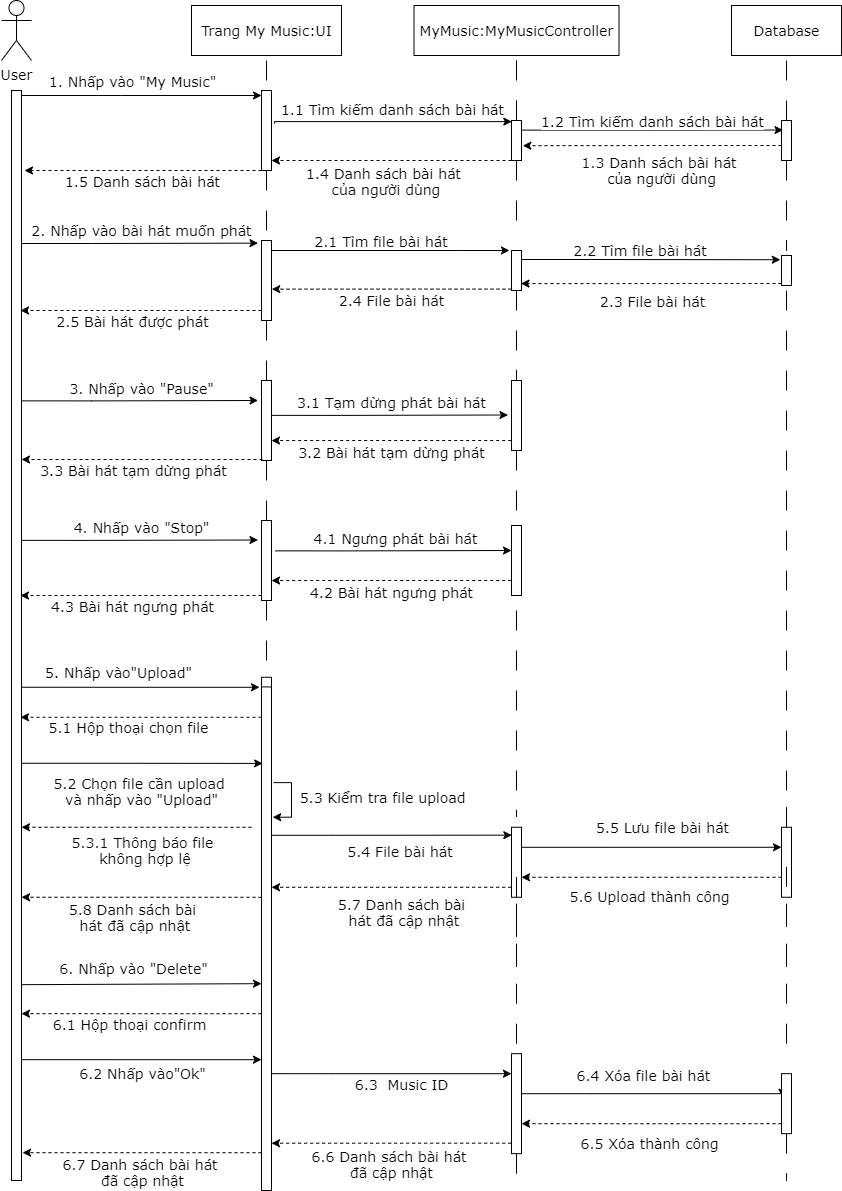 User
Trang My Music:UI
MyMusic:MyMusicController
Database
1. Nhấp vào "My Music"
1.1 Tìm kiếm danh sách bài hát
1.2 Tìm kiếm danh sách bài hát
1.3 Danh sách bài hát
của người dùng
1.4 Danh sách bài hát
của người dùng
1.5 Danh sách bài hát
2. Nhấp vào bài hát muốn phát
2.1 Tìm file bài hát
2.2 Tìm file bài hát
2.3 File bài hát
2.4 File bài hát
2.5 Bài hát được phát
3. Nhấp vào "Pause"
3.1 Tạm dừng phát bài hát
3.2 Bài hát tạm dừng phát
3.3 Bài hát tạm dừng phát
4. Nhấp vào "Stop"
4.1 Ngưng phát bài hát
4.2 Bài hát ngưng phát
4.3 Bài hát ngưng phát
5. Nhấp vào"Upload"
5.1 Hộp thoại chọn file
5.2 Chọn file cần upload
và nhấp vào "Upload"
5.3 Kiểm tra file upload
5.3.1 Thông báo file
không hợp lệ
5.4 File bài hát
5.5 Lưu file bài hát
5.6 Upload thành công
5.7 Danh sách bài
hát đã cập nhật
5.8 Danh sách bài
hát đã cập nhật
6. Nhấp vào "Delete"
6.1 Hộp thoại confirm
6.2 Nhấp vào"Ok"
6.3 Music ID
6.4 Xóa file bài hát
6.5 Xóa thành công
6.6 Danh sách bài hát
đã cập nhật
6.7 Danh sách bài hát
đã cập nhật